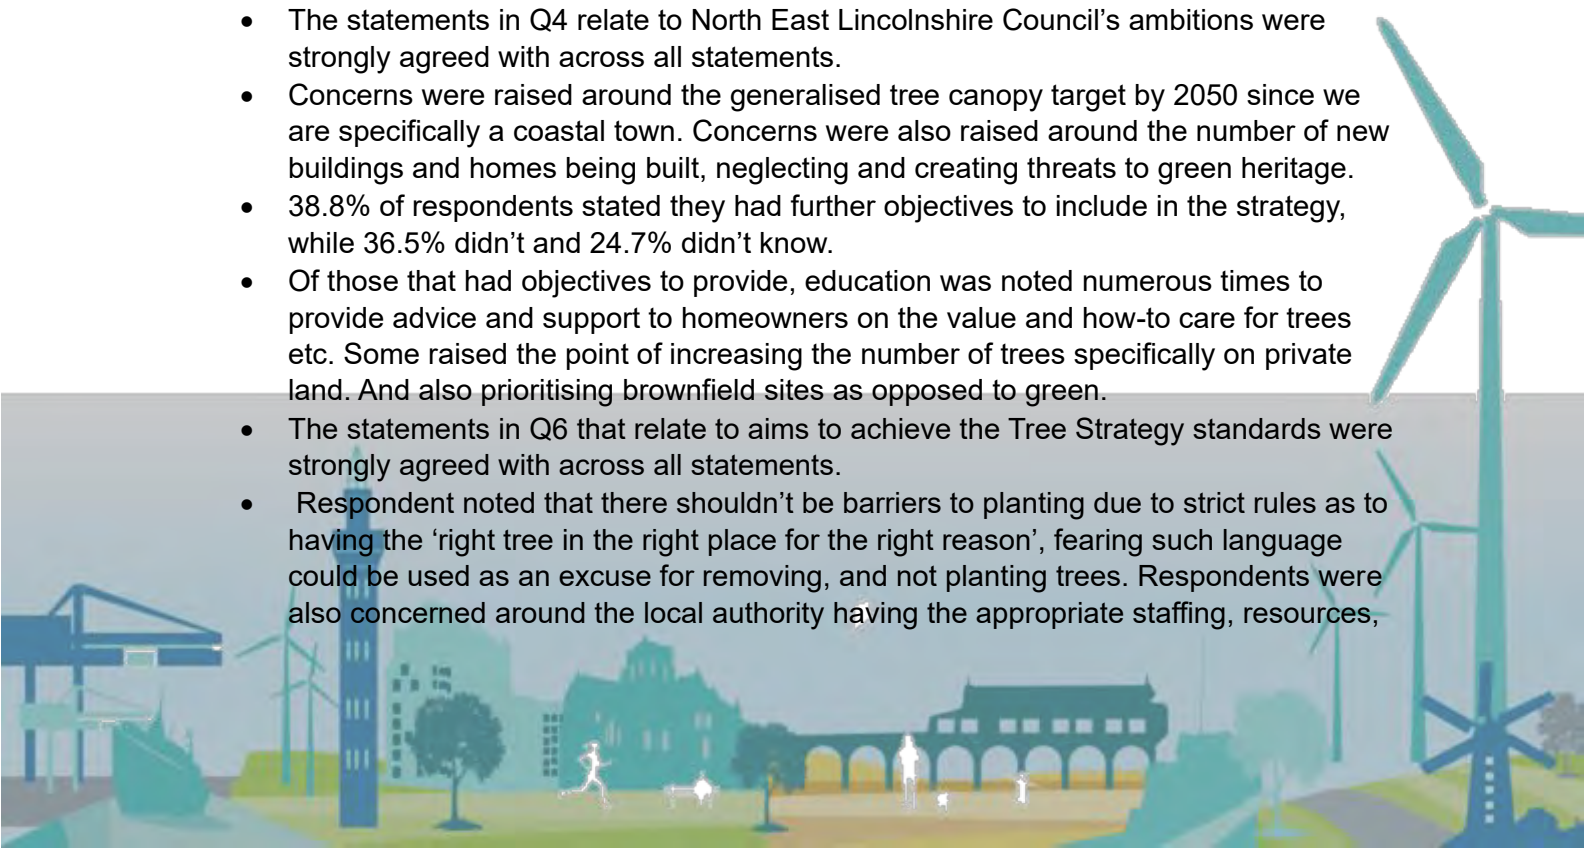 • The statements in Q4 relate to North East Lincolnshire Council’s ambitions were
strongly agreed with across all statements.
• Concerns were raised around the generalised tree canopy target by 2050 since we
are specifically a coastal town. Concerns were also raised around the number of new
buildings and homes being built, neglecting and creating threats to green heritage.
• 38.8% of respondents stated they had further objectives to include in the strategy,
while 36.5% didn’t and 24.7% didn’t know.
• Of those that had objectives to provide, education was noted numerous times to
provide advice and support to homeowners on the value and how-to care for trees
etc. Some raised the point of increasing the number of trees specifically on private
land. And also prioritising brownfield sites as opposed to green.
• The statements in Q6 that relate to aims to achieve the Tree Strategy standards were
strongly agreed with across all statements.
• Respondent noted that there shouldn’t be barriers to planting due to strict rules as to
having the ‘right tree in the right place for the right reason’, fearing such language
could be used as an excuse for removing, and not planting trees. Respondents were
also concerned around the local authority having the appropriate staffing, resources,